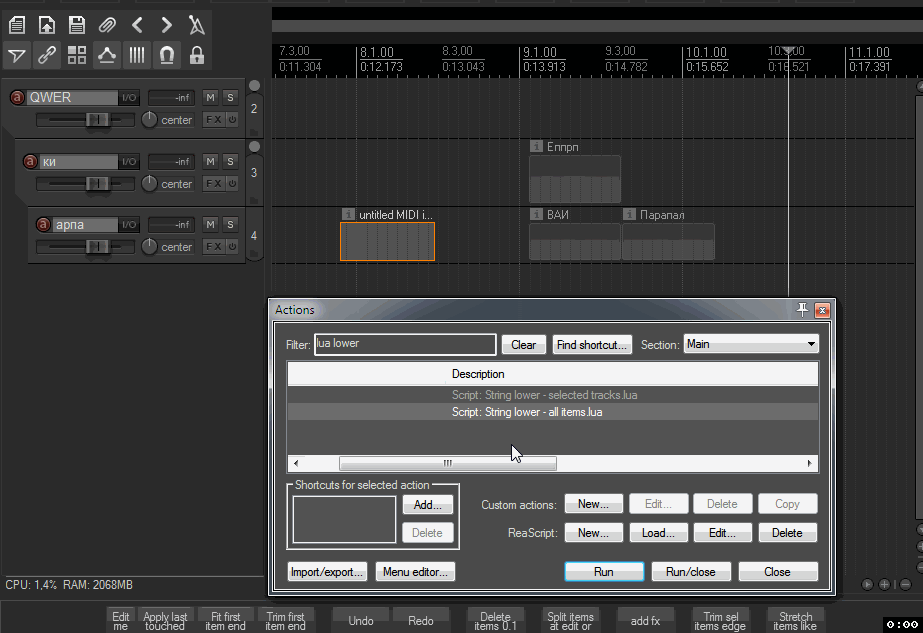 7.3.00 8.1.00 8.3.00 9.1.00 9.3.00 10.1.00 10.3.00 11.1.00
0:11.304 0:12.173 0:13.043 0:13.913 0:14.782 0:15.652 0:16.521 0:17.391
a QWER I/O -inf M S 2
center FX
a ки I/O -inf M S 3
center FX
a арпа I/O -inf M S 4
center FX
i Еппрп
i untitled MIDI i...
i ВАИ
i Парапал
Actions
Filter: lua lower Clear Find shortcut... Section: Main
Description
Script: String lower - selected tracks.lua
Script: String lower - all items.lua
Shortcuts for selected action
Add...
Delete
Custom actions: New... Edit... Delete Copy
ReaScript: New... Load... Edit... Delete
Import/export... Menu editor... Run Run/close Close
CPU: 1,4% RAM: 2068MB
Edit me
Apply last touched
Fit first item end
Trim first item end
Undo
Redo
Delete items 0.1
Split items at edit or
add fx
Trim sel items edge
Stretch items like
0:00